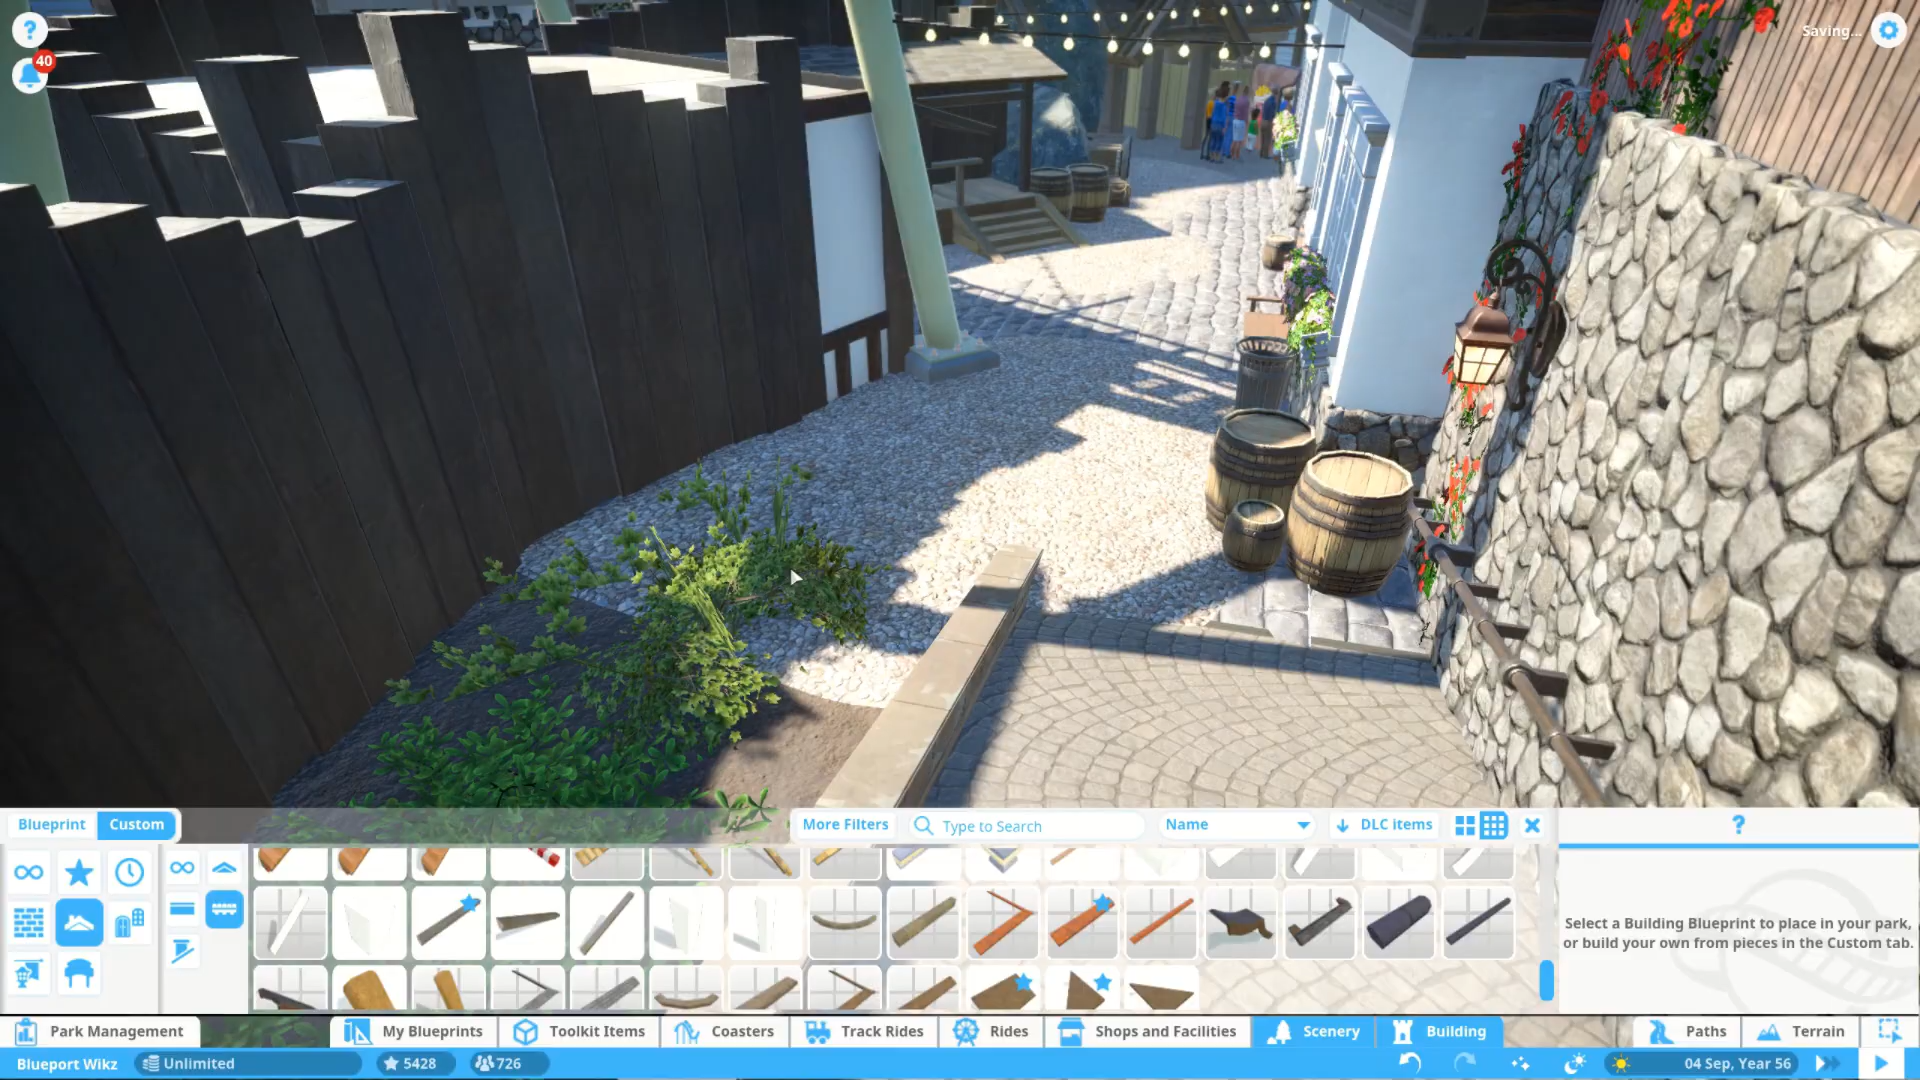 ?
Saving...
40
Blueprint
Custom
More Filters
Type to Search
Name
DLC items
?
Select a Building Blueprint to place in your park,
or build your own from pieces in the Custom tab.
Park Management
My Blueprints
Toolkit Items
Coasters
Track Rides
Rides
Shops and Facilities
Scenery
Building
Paths
Terrain
Blueport Wikz
Unlimited
5428
726
04 Sep, Year 56